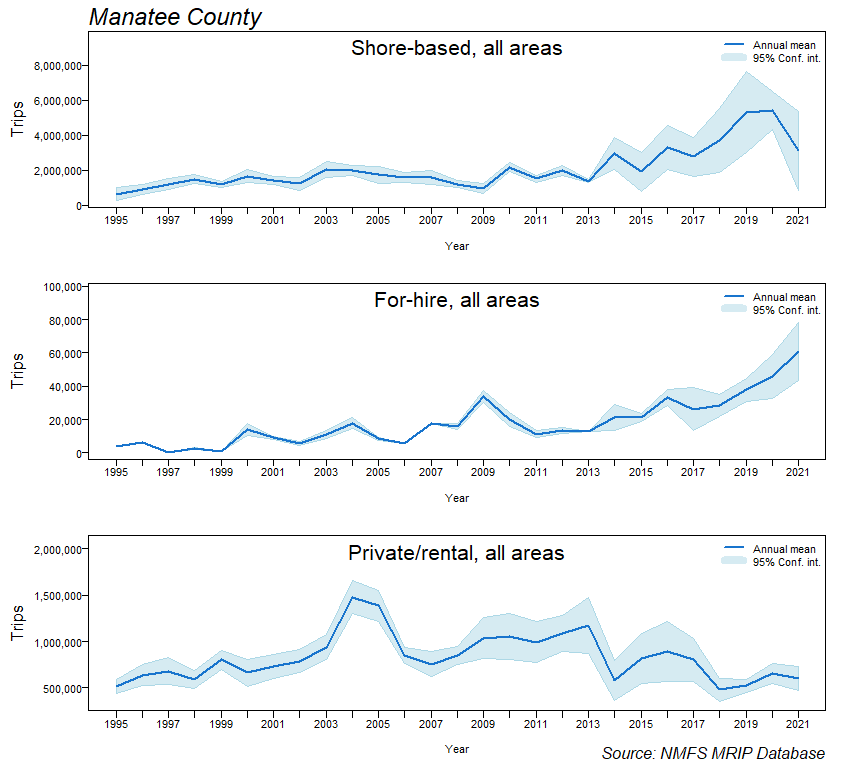 Manatee County
Shore-based, all areas
Annual mean
95% Conf. int.
Trips
8,000,000
6,000,000
4,000,000
2,000,000
0
1995 1997 1999 2001 2003 2005 2007 2009 2011 2013 2015 2017 2019 2021
Year
For-hire, all areas
Annual mean
95% Conf. int.
Trips
100,000
80,000
60,000
40,000
20,000
0
1995 1997 1999 2001 2003 2005 2007 2009 2011 2013 2015 2017 2019 2021
Year
Private/rental, all areas
Annual mean
95% Conf. int.
Trips
2,000,000
1,500,000
1,000,000
500,000
1995 1997 1999 2001 2003 2005 2007 2009 2011 2013 2015 2017 2019 2021
Year
Source: NMFS MRIP Database